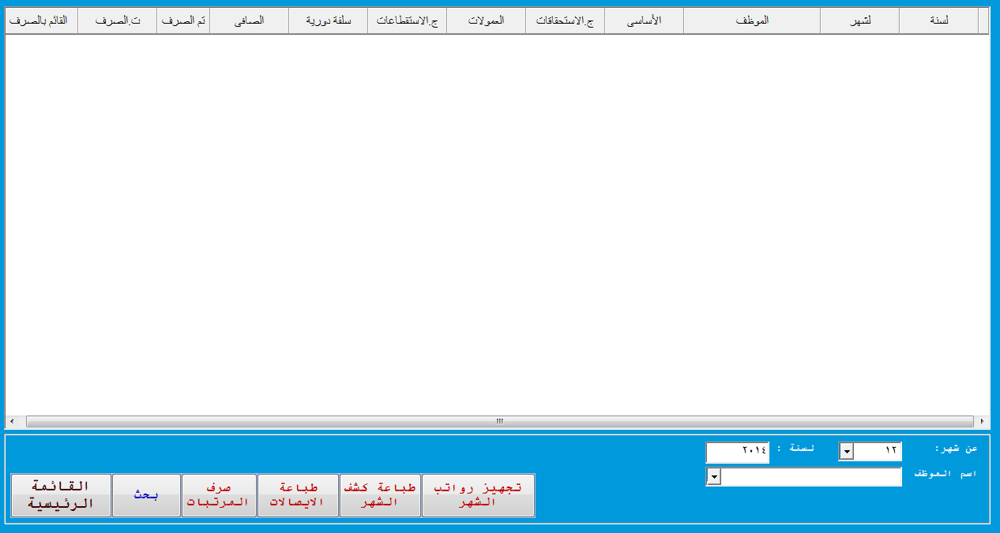 لسنة
لشهر
الموظف
الأساسى
ج.الاستحقاقات
العمولات
ج.الاستقطاعات
سلفة دورية
الصافى
تم الصرف
ت.الصرف
القائم بالصرف
عن شهر: ١٢ لسنة : ٢٠١٤
اسم الموظف
تجهيز رواتب
الشهر
طباعة كشف
الشهر
طباعة
الايصالات
صرف
المرتبات
بحث
القائمة
الرئيسية